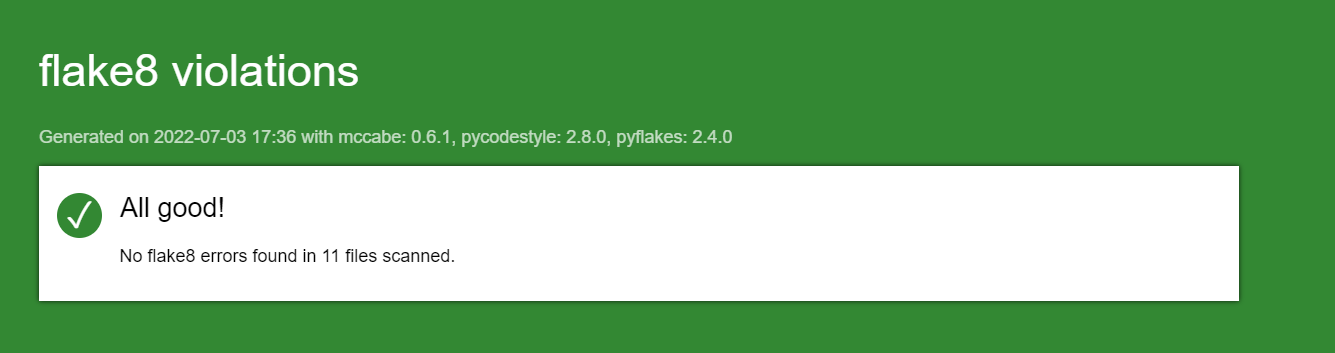 flake8 violations
Generated on 2022-07-03 17:36 with mccabe: 0.6.1, pycodestyle: 2.8.0, pyflakes: 2.4.0
All good!
No flake8 errors found in 11 files scanned.